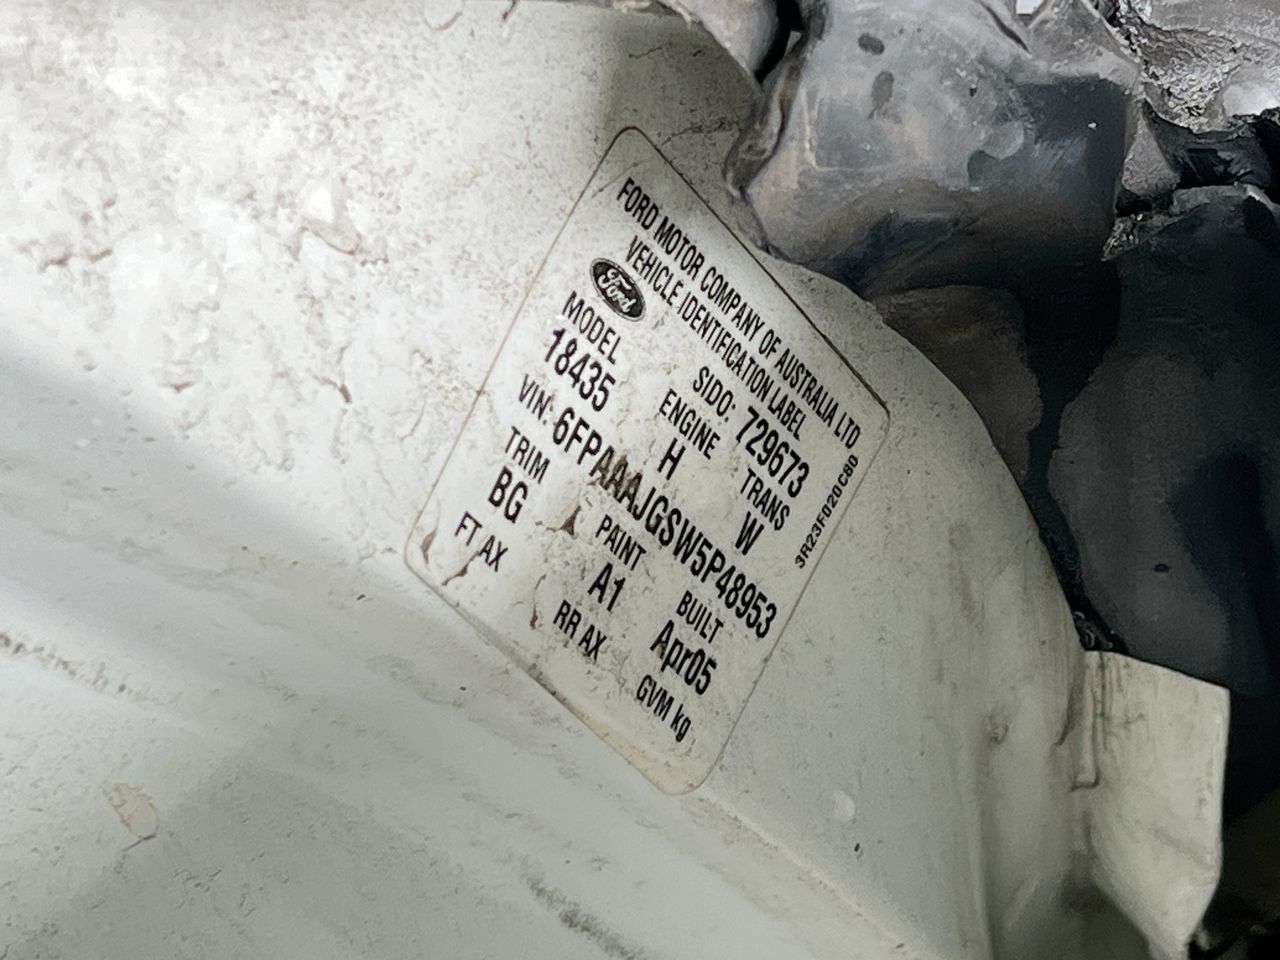 FORD MOTOR COMPANY OF AUSTRALIA LTD
VEHICLE IDENTIFICATION LABEL
Ford
SIDO: 729673
MODEL ENGINE TRANS
18435 H W
VIN: 6FPAAAJGSW5P48953
TRIM PAINT BUILT
BG A1 Apr05
FT AX RR AX GVM kg
3R23F020C80